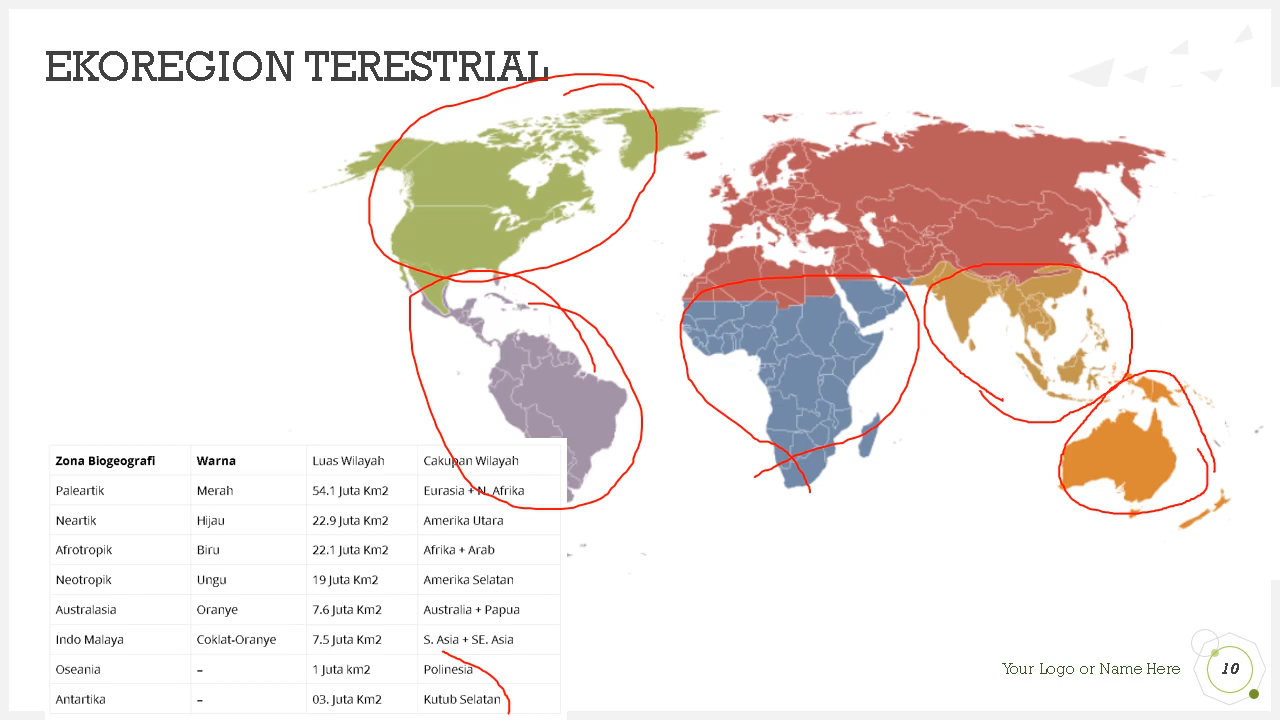 EKOREGION TERESTRIAL
Zona Biogeografi Warna Luas Wilayah Cakupan Wilayah
Paleartik Merah 54.1 Juta Km2 Eurasia + N. Afrika
Neartik Hijau 22.9 Juta Km2 Amerika Utara
Afrotropik Biru 22.1 Juta Km2 Afrika + Arab
Neotropik Ungu 19 Juta Km2 Amerika Selatan
Australasia Oranye 7.6 Juta Km2 Australia + Papua
Indo Malaya Coklat-Oranye 7.5 Juta Km2 S. Asia + SE. Asia
Oseania – 1 Juta km2 Polinesia
Antartika – 03. Juta Km2 Kutub Selatan
Your Logo or Name Here 10